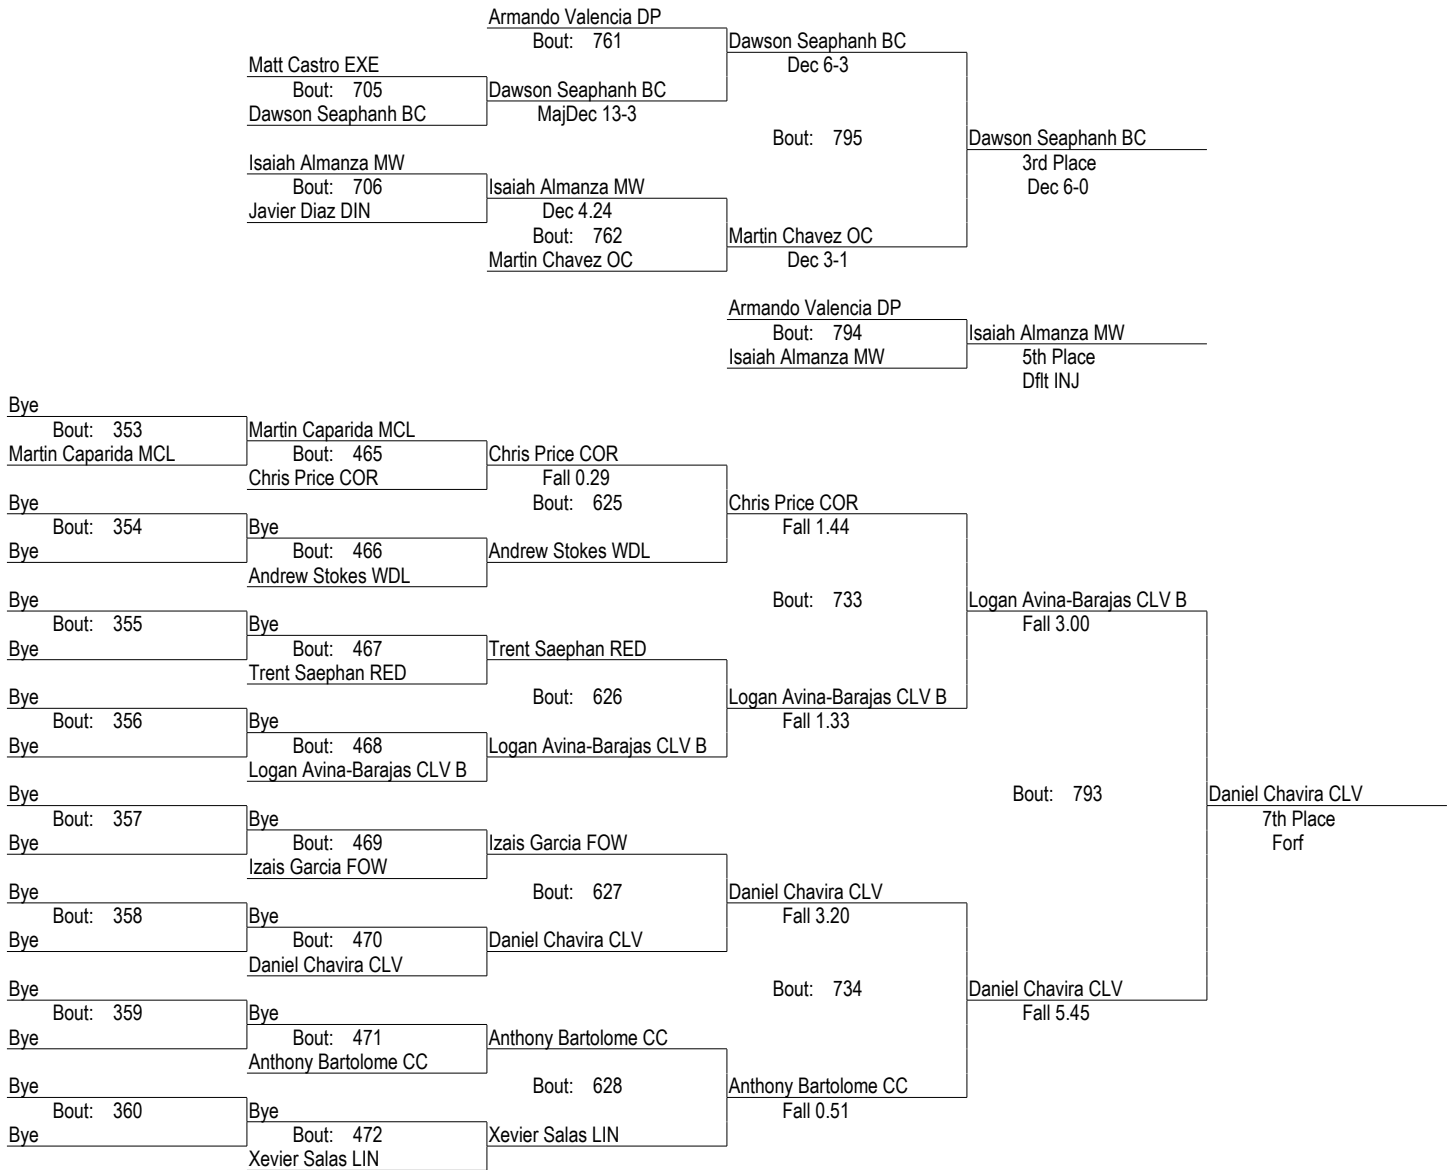 Armando Valencia DP
Bout: 761
Dawson Seaphanh BC
Dec 6-3
Matt Castro EXE
Bout: 705
Dawson Seaphanh BC
Dawson Seaphanh BC
MajDec 13-3
Bout: 795
Dawson Seaphanh BC
3rd Place
Dec 6-0
Isaiah Almanza MW
Bout: 706
Javier Diaz DIN
Isaiah Almanza MW
Dec 4.24
Bout: 762
Martin Chavez OC
Martin Chavez OC
Dec 3-1
Armando Valencia DP
Bout: 794
Isaiah Almanza MW
Isaiah Almanza MW
5th Place
Dflt INJ
Bye
Bout: 353
Martin Caparida MCL
Martin Caparida MCL
Bout: 465
Chris Price COR
Chris Price COR
Fall 0.29
Bout: 625
Chris Price COR
Fall 1.44
Bye
Bout: 354
Bye
Bye
Bout: 466
Andrew Stokes WDL
Andrew Stokes WDL
Bout: 733
Logan Avina-Barajas CLV B
Fall 3.00
Bye
Bout: 355
Bye
Bye
Bout: 467
Trent Saephan RED
Trent Saephan RED
Bout: 626
Logan Avina-Barajas CLV B
Fall 1.33
Bye
Bout: 356
Bye
Bye
Bout: 468
Logan Avina-Barajas CLV B
Logan Avina-Barajas CLV B
Bout: 793
Daniel Chavira CLV
7th Place
Forf
Bye
Bout: 357
Bye
Bye
Bout: 469
Izais Garcia FOW
Izais Garcia FOW
Bout: 627
Daniel Chavira CLV
Fall 3.20
Bye
Bout: 358
Bye
Bye
Bout: 470
Daniel Chavira CLV
Daniel Chavira CLV
Bout: 734
Daniel Chavira CLV
Fall 5.45
Bye
Bout: 359
Bye
Bye
Bout: 471
Anthony Bartolome CC
Anthony Bartolome CC
Bout: 628
Anthony Bartolome CC
Fall 0.51
Bye
Bout: 360
Bye
Bye
Bout: 472
Xevier Salas LIN
Xevier Salas LIN